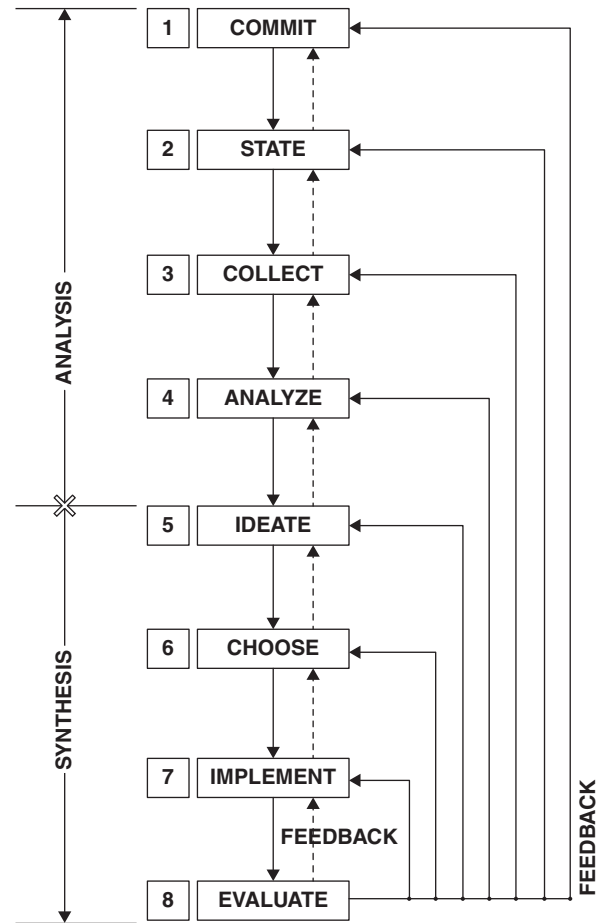 1 COMMIT
2 STATE
3 COLLECT
ANALYSIS
4 ANALYZE
5 IDEATE
6 CHOOSE
SYNTHESIS
7 IMPLEMENT
FEEDBACK
FEEDBACK
8 EVALUATE